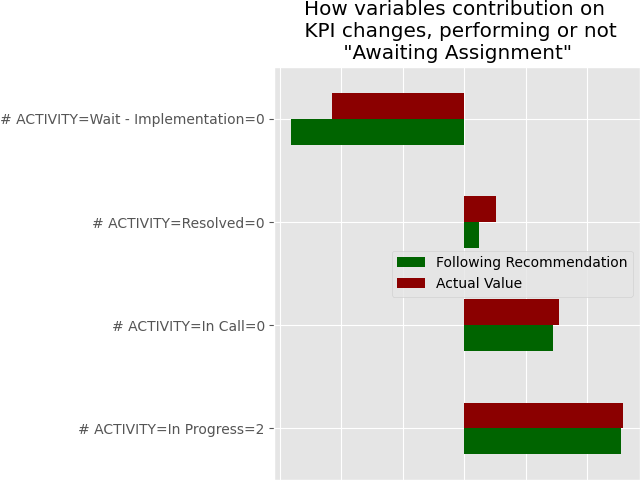 How variables contribution on
KPI changes, performing or not
"Awaiting Assignment"
# ACTIVITY=Wait - Implementation=0
# ACTIVITY=Resolved=0
Following Recommendation
Actual Value
# ACTIVITY=In Call=0
# ACTIVITY=In Progress=2